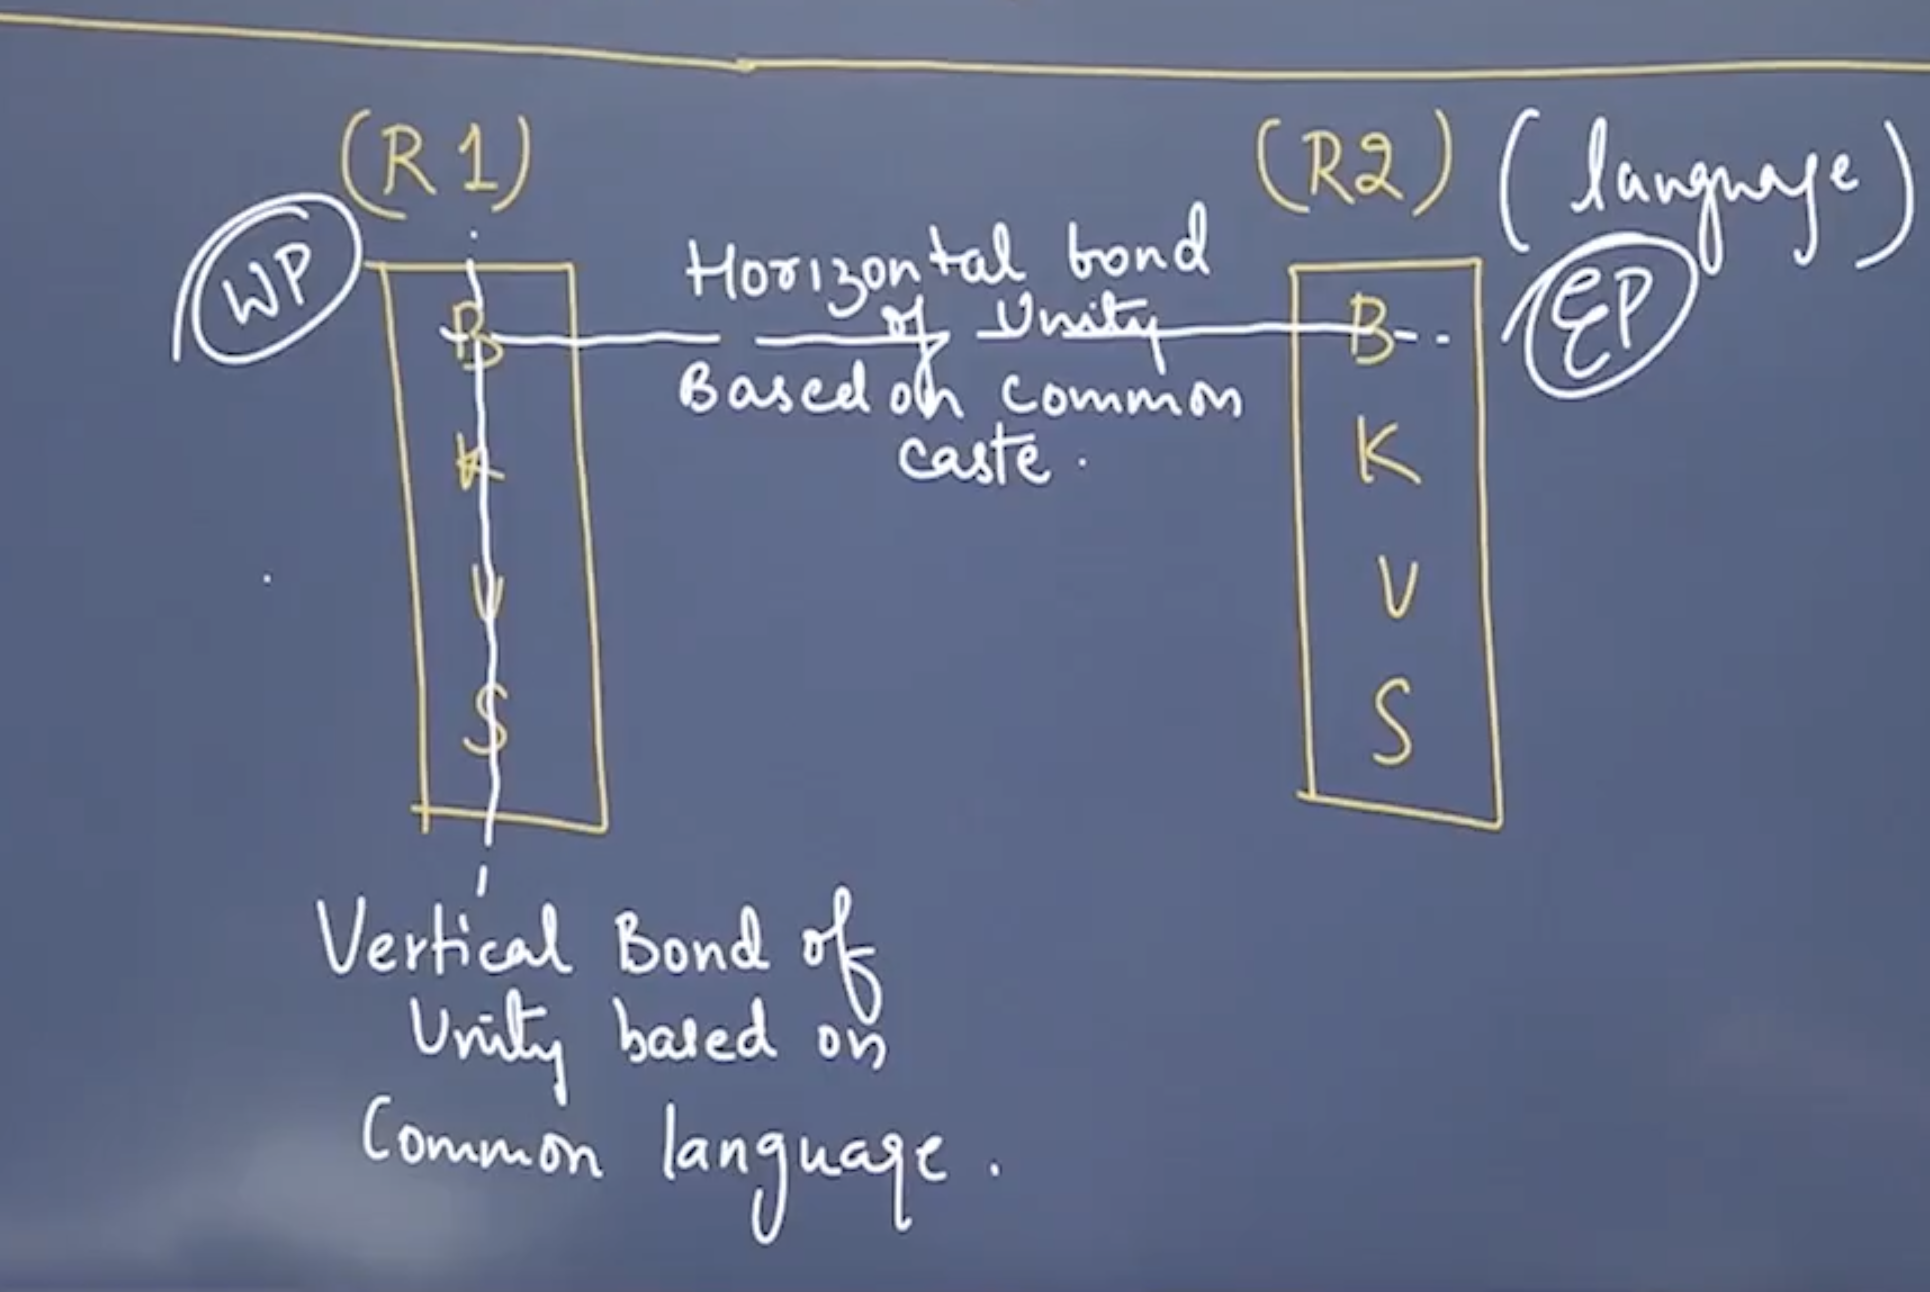 (R1)
(R2) (language)
WP
EP
Horizontal bond
of Unity
Based on common
caste.
B
K
V
S
B
K
V
S
Vertical Bond of
Unity based on
Common language.